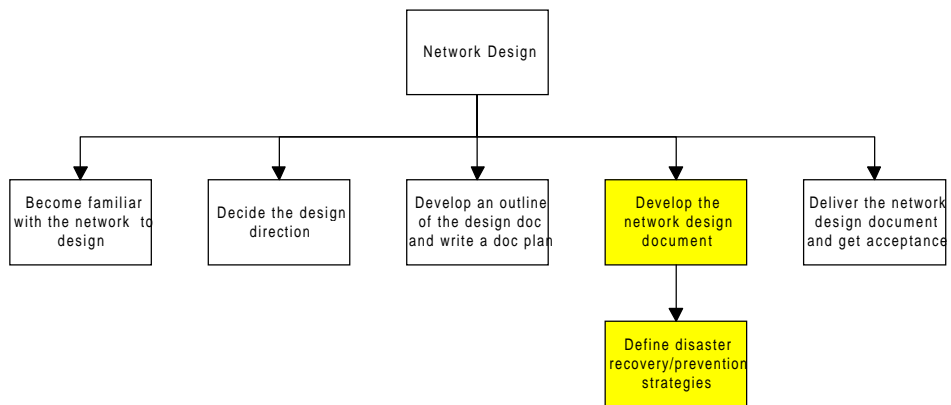 Network Design
Become familiar
with the network to
design
Decide the design
direction
Develop an outline
of the design doc
and write a doc plan
Develop the
network design
document
Deliver the network
design document
and get acceptance
Define disaster
recovery/prevention
strategies